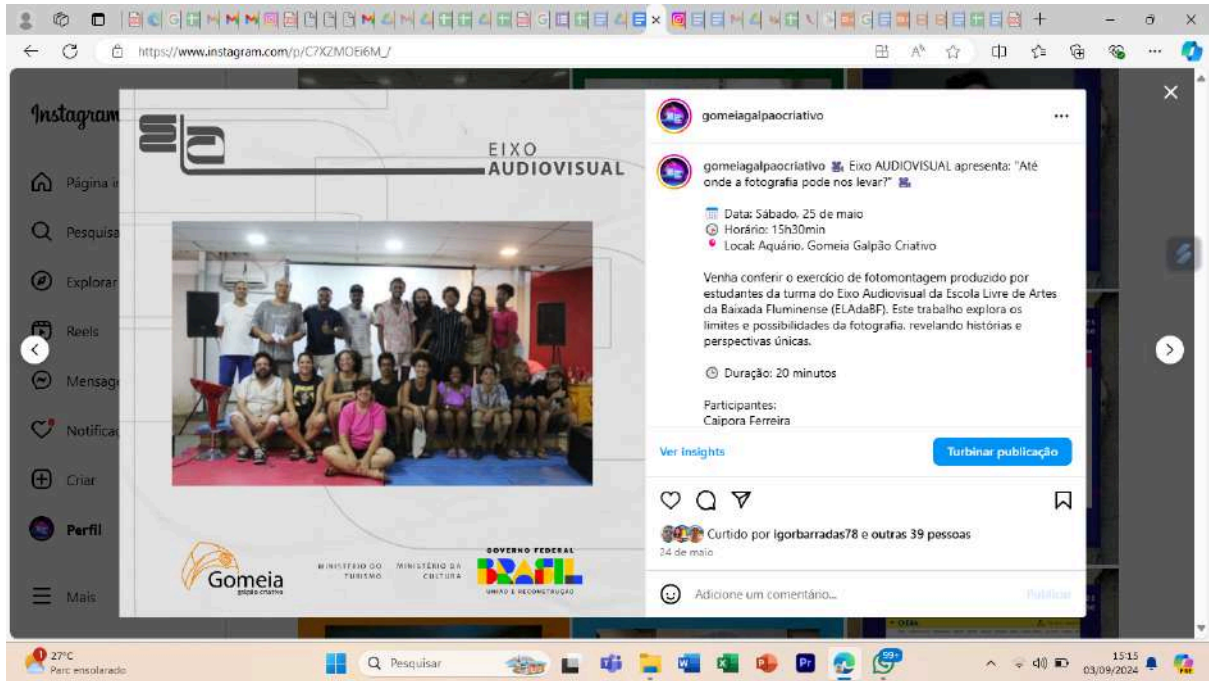 https://www.instagram.com/p/C7XZMOEi6M_/
Instagram
Página in
Pesquisa
Explorar
Reels
Mensage
Notificaç
Criar
Perfil
Mais
ela
EIXO
AUDIOVISUAL
Gomeia
galpão criativo
MINISTÉRIO DO
TURISMO
MINISTÉRIO DA
CULTURA
GOVERNO FEDERAL
BRASIL
UNIÃO E RECONSTRUÇÃO
gomeiagalpaocriativo
gomeiagalpaocriativo Eixo AUDIOVISUAL apresenta: "Até
onde a fotografia pode nos levar?"
Data: Sábado, 25 de maio
Horário: 15h30min
Local: Aquário, Gomeia Galpão Criativo
Venha conferir o exercício de fotomontagem produzido por
estudantes da turma do Eixo Audiovisual da Escola Livre de Artes
da Baixada Fluminense (ELAdaBF). Este trabalho explora os
limites e possibilidades da fotografia, revelando histórias e
perspectivas únicas.
Duração: 20 minutos
Participantes:
Caipora Ferreira
Ver insights
Turbinar publicação
Curtido por igorbarradas78 e outras 39 pessoas
24 de maio
Adicione um comentário...
Publicar
27°C
Parc ensolarado
Pesquisar
99+
15:15
03/09/2024